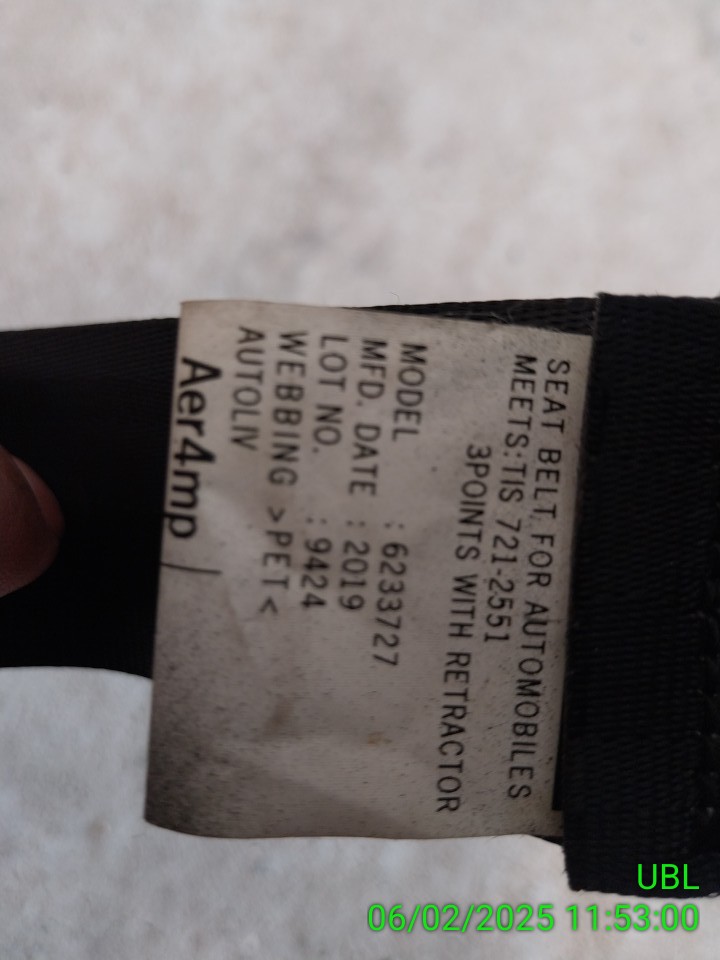 SEAT BELT, FOR AUTOMOBILES
MEETS:TIS 721-2551
3POINTS WITH RETRACTOR
MODEL : 6233727
MFD. DATE : 2019
LOT NO. : 9424
WEBBING >PET<
AUTOLIV
Aer4mp
UBL
06/02/2025 11:53:00